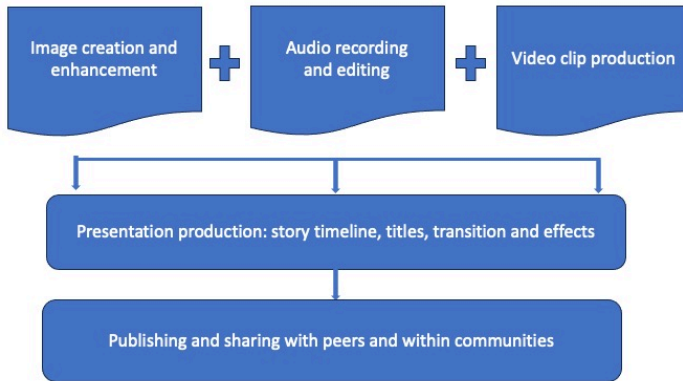 Image creation and
enhancement
Audio recording
and editing
Video clip production
Presentation production: story timeline, titles, transition and effects
Publishing and sharing with peers and within communities